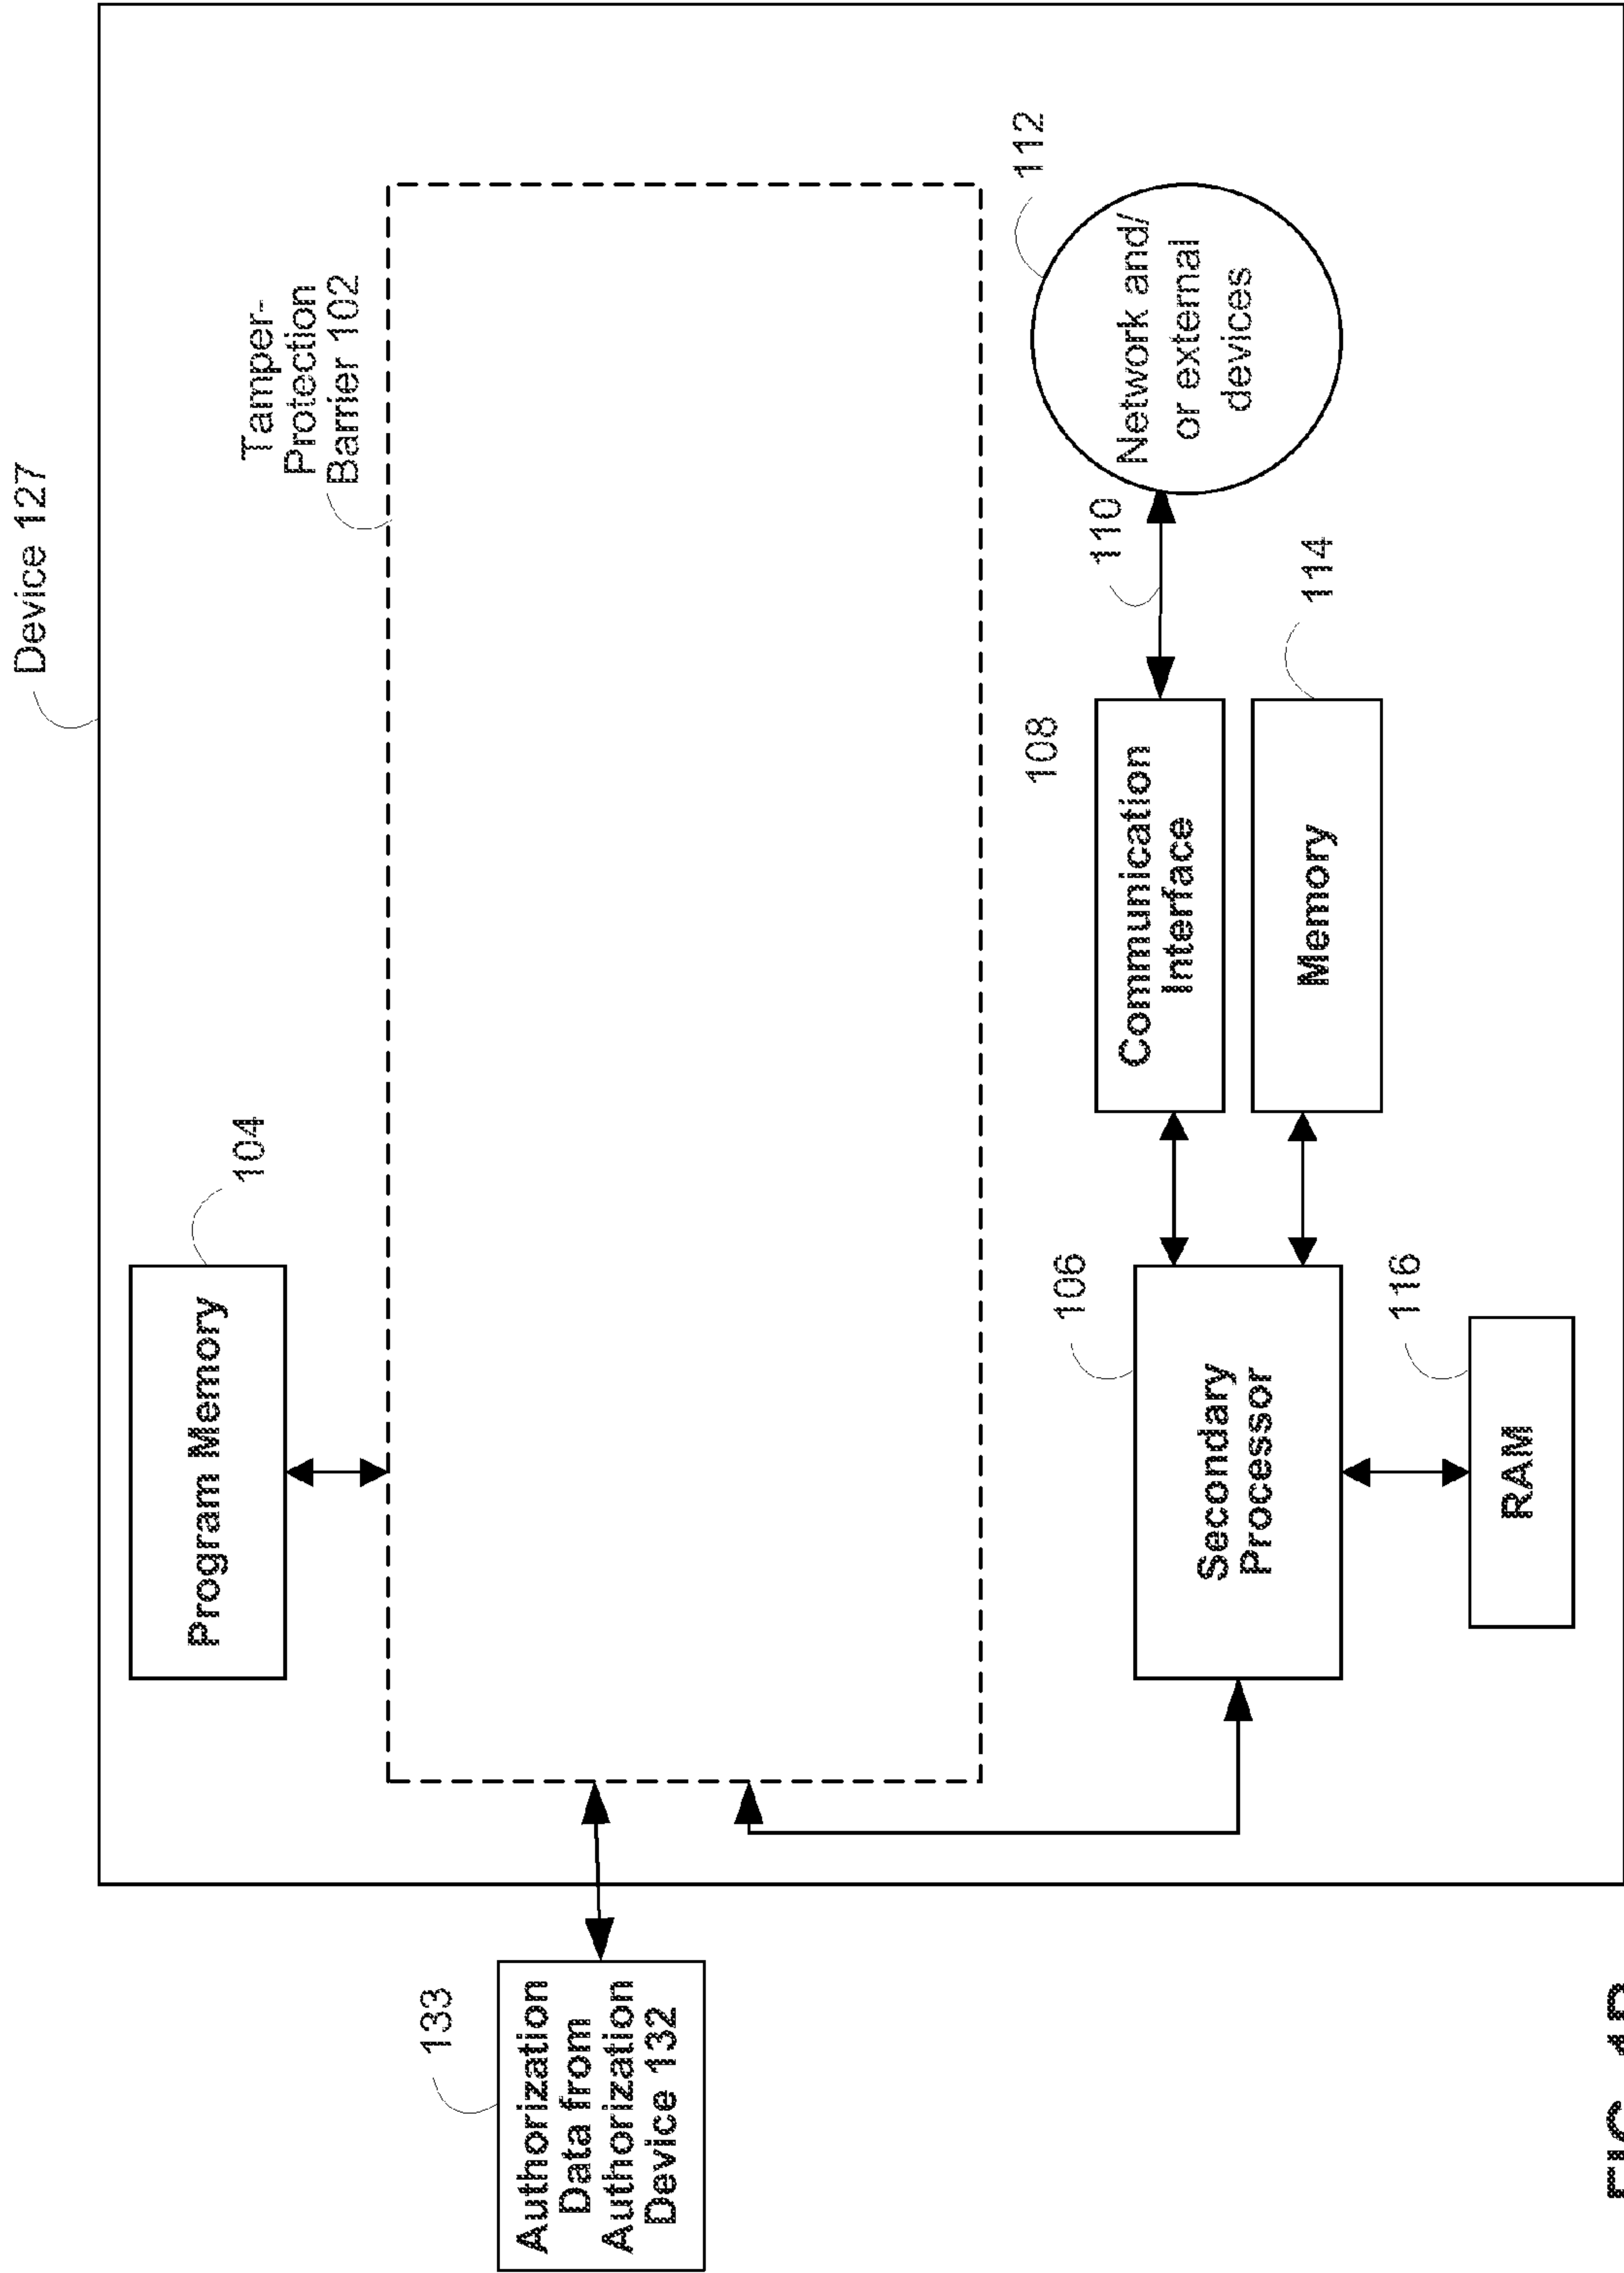 Device 127
Program Memory
104
Tamper-
Protection
Barrier 102
133
Authorization
Data from
Authorization
Device 132
106
Secondary
Processor
108
Communication
Interface
110
112
Network and/
or external
devices
114
Memory
116
RAM